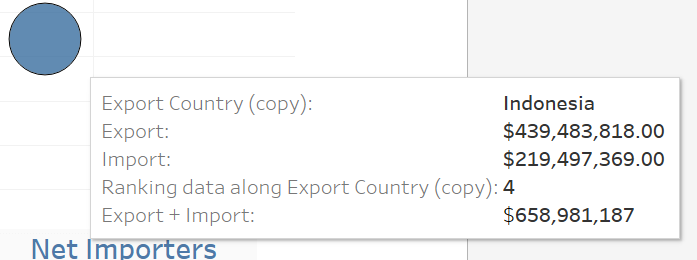 Export Country (copy): Indonesia
Export: $439,483,818.00
Import: $219,497,369.00
Ranking data along Export Country (copy): 4
Export + Import: $658,981,187
Net Importers